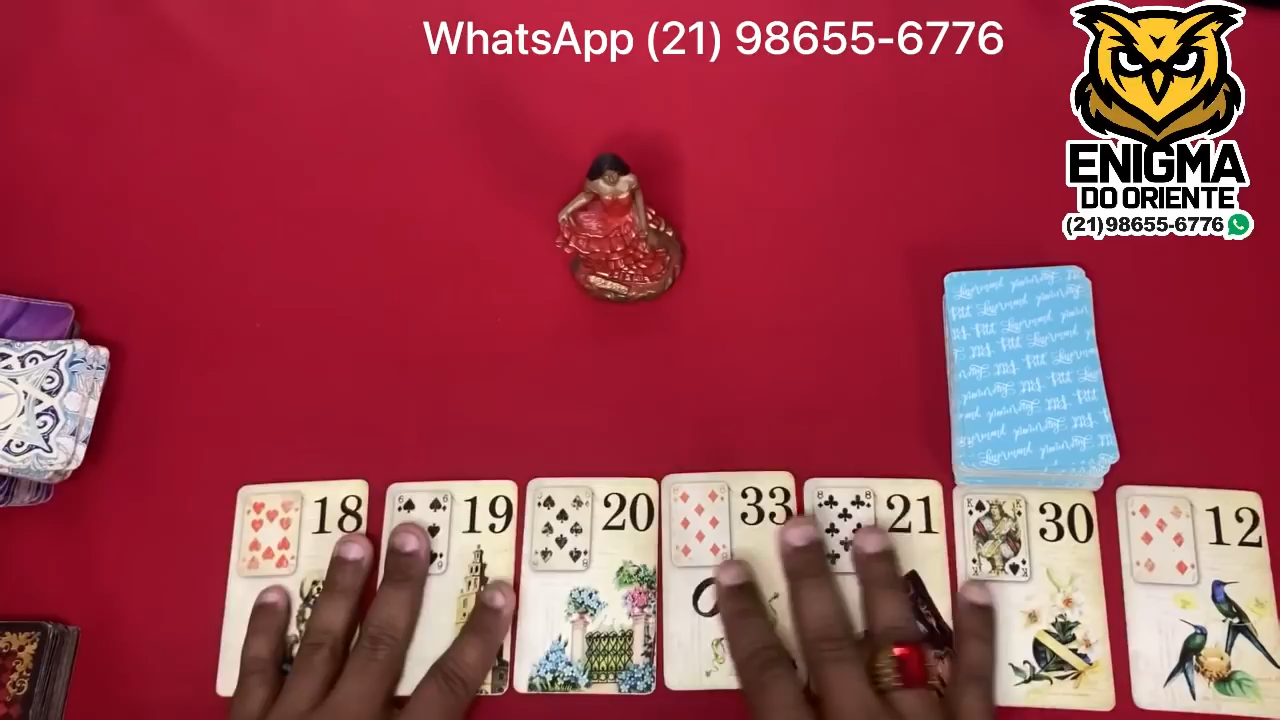 WhatsApp (21) 98655-6776
ENIGMA
DO ORIENTE
(21)98655-6776
18
19
20
33
21
30
12